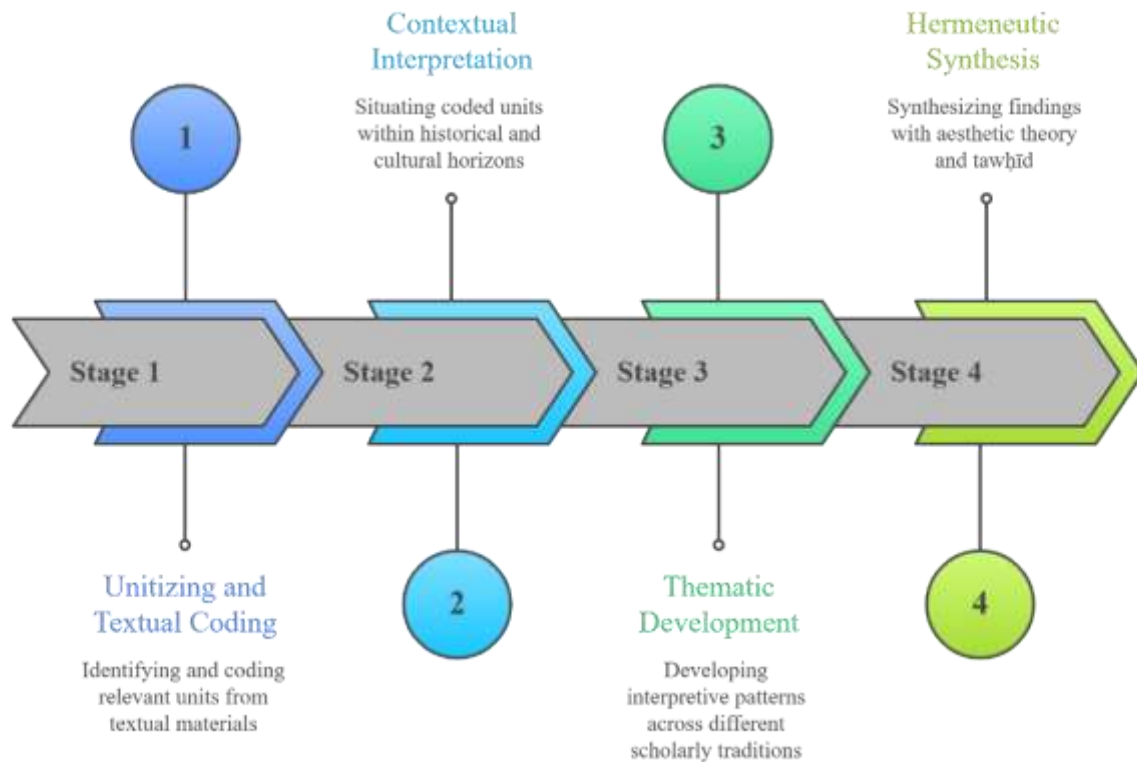 Contextual
Interpretation
Situating coded units
within historical and
cultural horizons
Hermeneutic
Synthesis
Synthesizing findings
with aesthetic theory
and tawḥīd
1
3
Stage 1
Stage 2
Stage 3
Stage 4
Unitizing and
Textual Coding
Identifying and coding
relevant units from
textual materials
2
Thematic
Development
Developing
interpretive patterns
across different
scholarly traditions
4